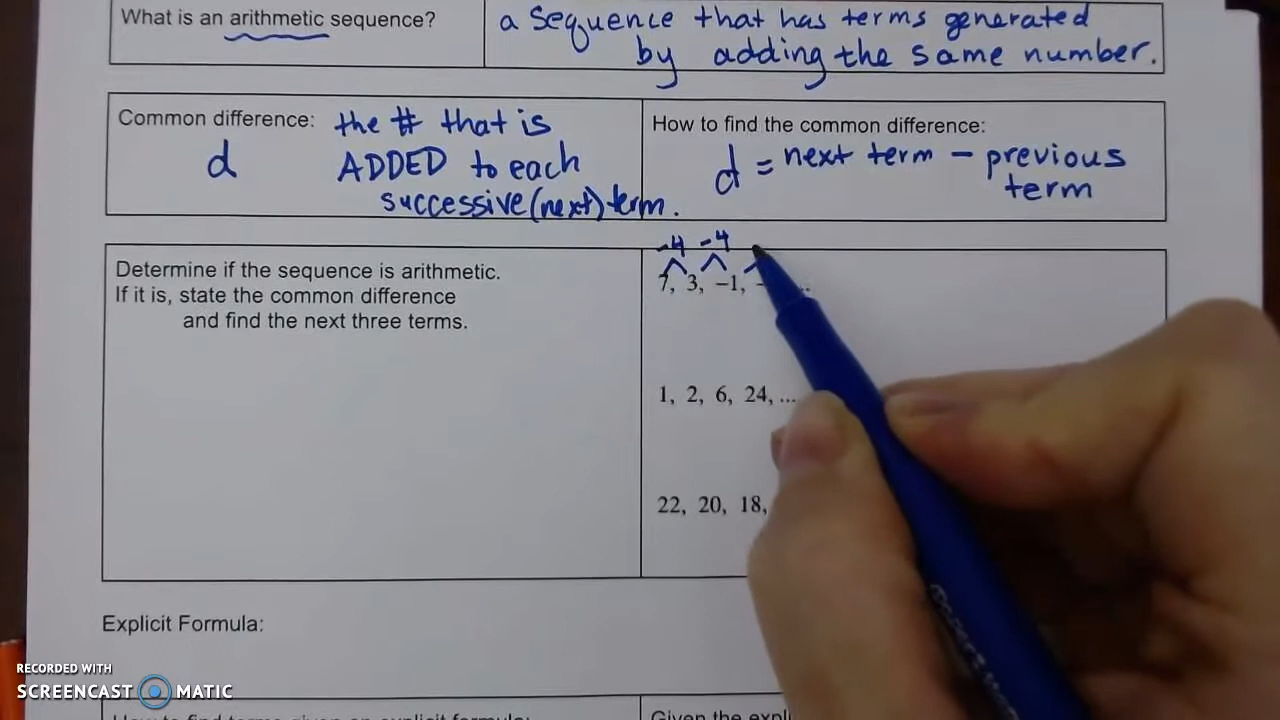 What is an arithmetic sequence?
a sequence that has terms generated
by adding the same number.
Common difference: the # that is
d ADDED to each
successive (next) term.
How to find the common difference:
d = next term - previous
term
Determine if the sequence is arithmetic.
If it is, state the common difference
and find the next three terms.
-4 -4
7, 3, −1,
1, 2, 6, 24, ...
22, 20, 18,
Explicit Formula:
RECORDED WITH
SCREENCAST MATIC